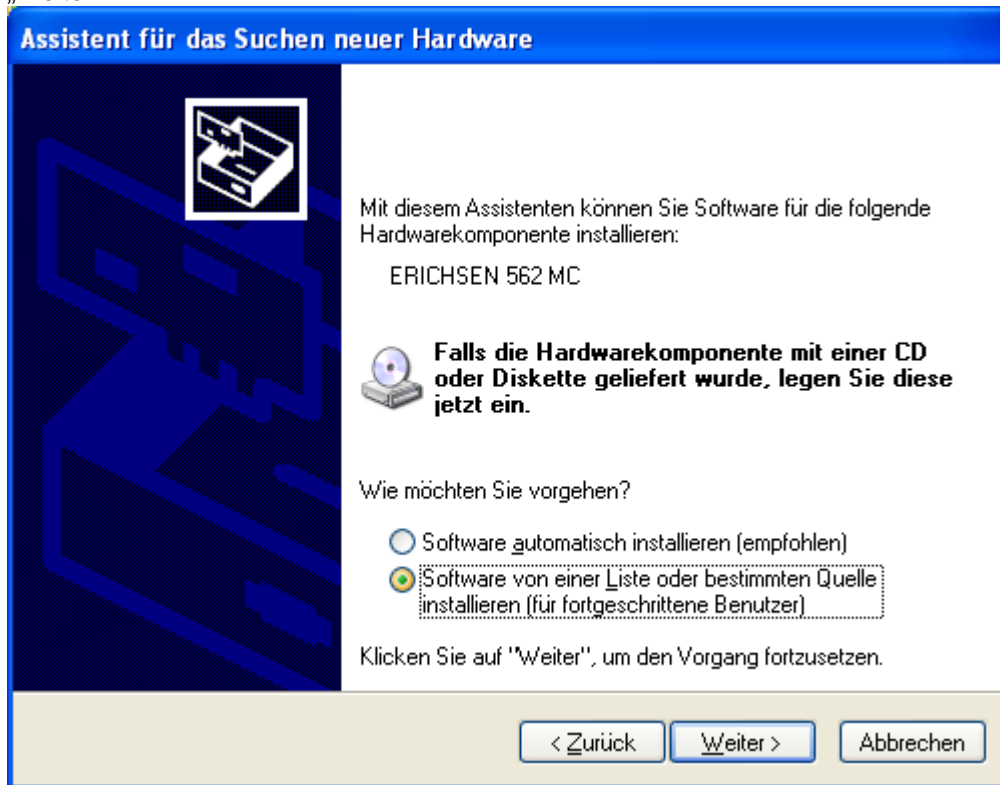 Assistent für das Suchen neuer Hardware
Mit diesem Assistenten können Sie Software für die folgende
Hardwarekomponente installieren:
ERICHSEN 562 MC
Falls die Hardwarekomponente mit einer CD
oder Diskette geliefert wurde, legen Sie diese
jetzt ein.
Wie möchten Sie vorgehen?
Software automatisch installieren (empfohlen)
Software von einer Liste oder bestimmten Quelle
installieren (für fortgeschrittene Benutzer)
Klicken Sie auf "Weiter", um den Vorgang fortzusetzen.
< Zurück Weiter > Abbrechen